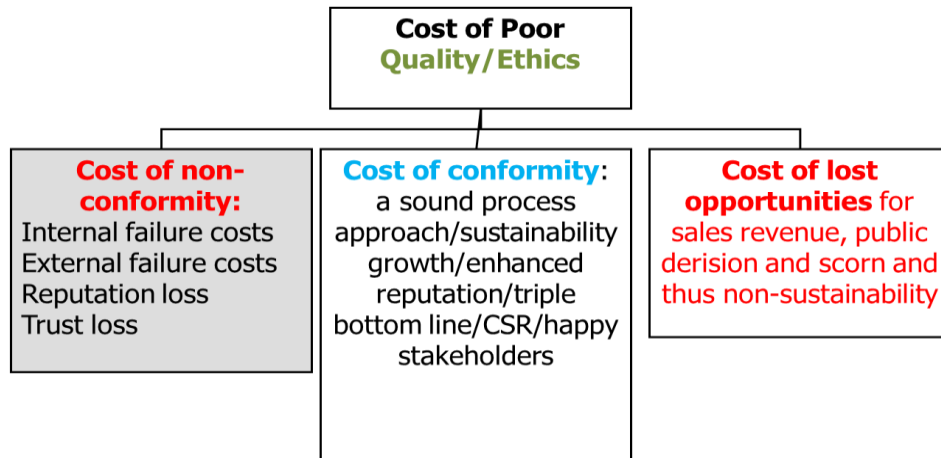 Cost of Poor
Quality/Ethics
Cost of non-
conformity:
Internal failure costs
External failure costs
Reputation loss
Trust loss
Cost of conformity:
a sound process
approach/sustainability
growth/enhanced
reputation/triple
bottom line/CSR/happy
stakeholders
Cost of lost
opportunities for
sales revenue, public
derision and scorn and
thus non-sustainability